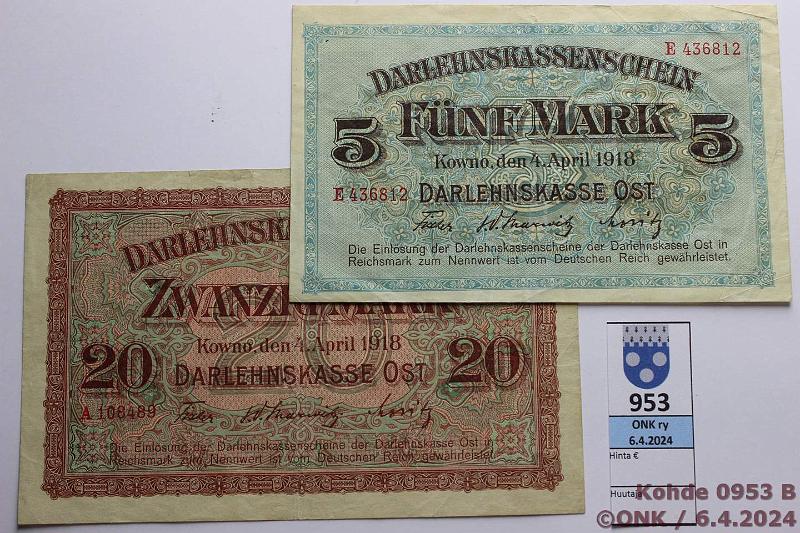 E 436812
DARLEHNSKASSENSCHEIN
5 FÜNF MARK 5
Kowno, den 4. April 1918
E 436812 DARLEHNSKASSE OST
Die Einlösung der Darlehnskassenscheine der Darlehnskasse Ost in
Reichsmark zum Nennwert ist vom Deutschen Reich gewährleistet.
ZWANZIG MARK
Kowno, den 4. April 1918
20 DARLEHNSKASSE OST 20
A 108489
Die Einlösung der Darlehnskassenscheine der Darlehnskasse Ost in
Reichsmark zum Nennwert ist vom Deutschen Reich gewährleistet.
953
ONK ry
6.4.2024
Hinta €
Huutaja
Kohde 0953 B
©ONK / 6.4.2024